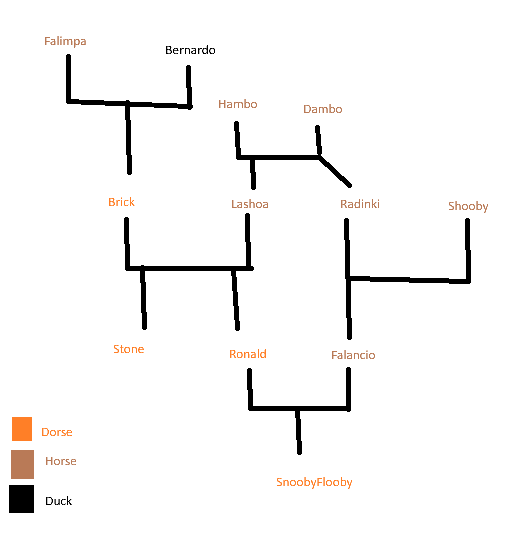 Falimpa
Bernardo
Hambo
Dambo
Brick
Lashoa
Radinki
Shooby
Stone
Ronald
Falancio
SnoobyFlooby
Dorse
Horse
Duck